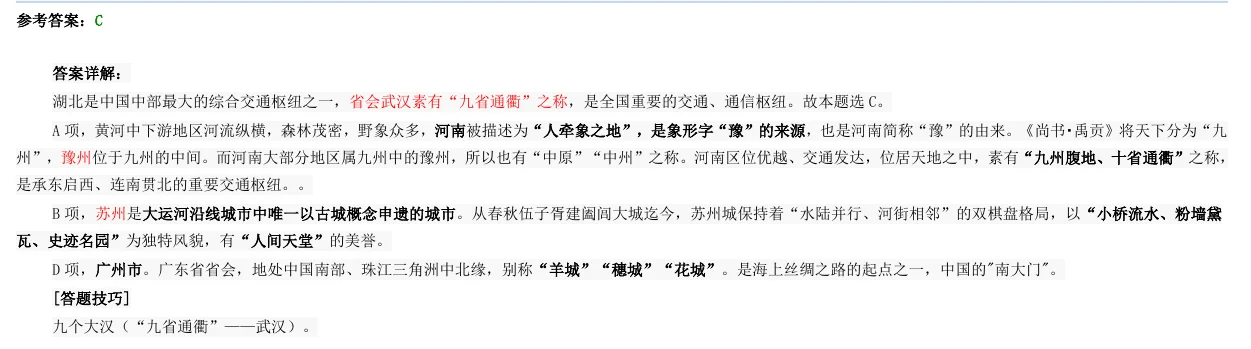 参考答案：C
答案详解：
湖北是中国中部最大的综合交通枢纽之一，省会武汉素有“九省通衢”之称，是全国重要的交通、通信枢纽。故本题选 C。
A 项，黄河中下游地区河流纵横，森林茂密，野象众多，河南被描述为“人牵象之地”，是象形字“豫”的来源，也是河南简称“豫”的由来。《尚书•禹贡》将天下分为“九
州”，豫州位于九州的中间。而河南大部分地区属九州中的豫州，所以也有“中原”“中州”之称。河南区位优越、交通发达，位居天地之中，素有“九州腹地、十省通衢”之称，
是承东启西、连南贯北的重要交通枢纽。。
B 项，苏州是大运河沿线城市中唯一以古城概念申遗的城市。从春秋伍子胥建阖闾大城迄今，苏州城保持着“水陆并行、河街相邻”的双棋盘格局，以“小桥流水、粉墙黛
瓦、史迹名园”为独特风貌，有“人间天堂”的美誉。
D 项，广州市。广东省省会，地处中国南部、珠江三角洲中北缘，别称“羊城”“穗城”“花城”。是海上丝绸之路的起点之一，中国的"南大门"。
[答题技巧]
九个大汉（“九省通衢”——武汉）。